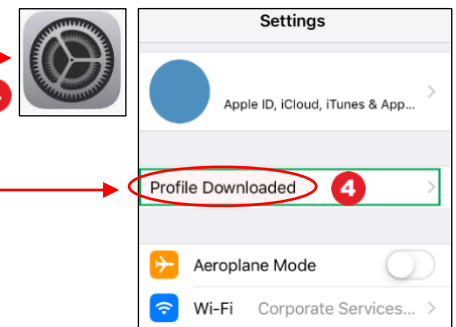 Settings
Apple ID, iCloud, iTunes & App...
Profile Downloaded 4
Aeroplane Mode
Wi-Fi Corporate Services...